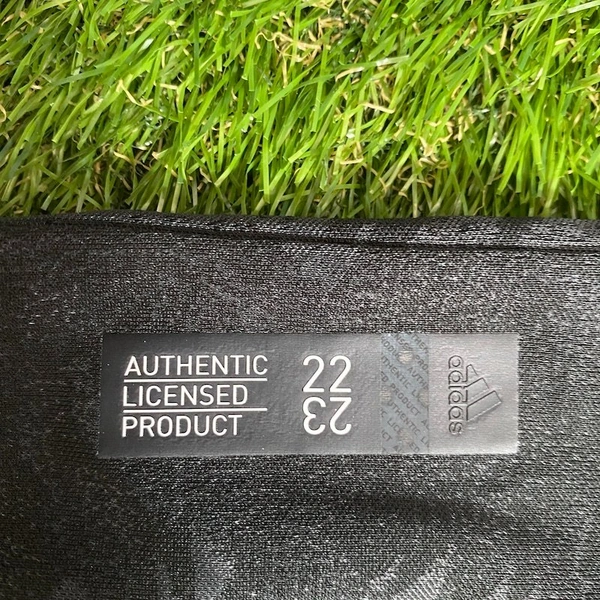 AUTHENTIC
LICENSED
PRODUCT
22
23
adidas